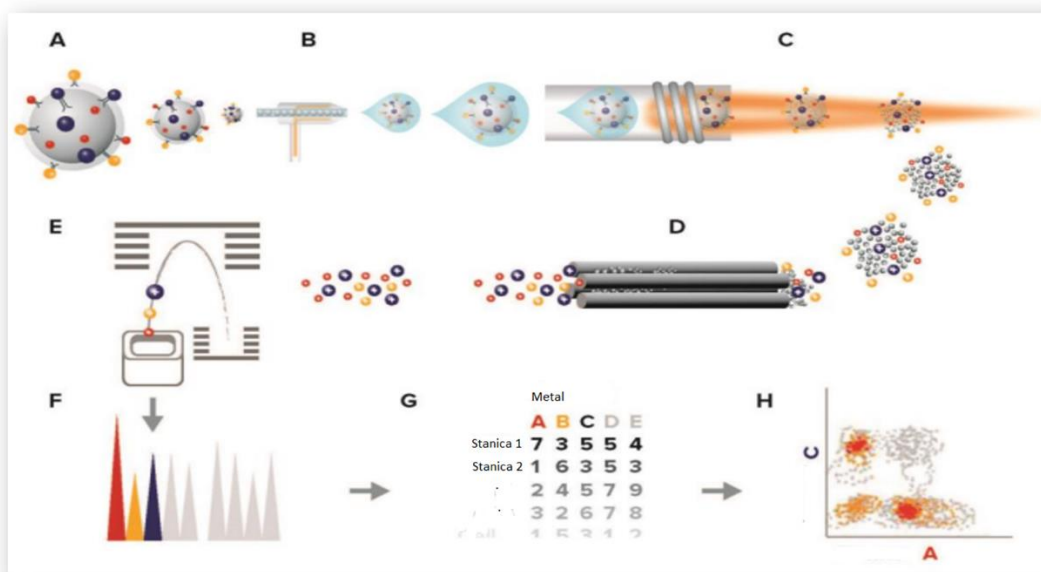 A
B
C
E
D
F
G
H
Metal
A B C D E
Stanica 1 7 3 5 5 4
Stanica 2 1 6 3 5 3
. 2 4 5 7 9
. 3 2 6 7 8
1 5 3 1 2
C
A